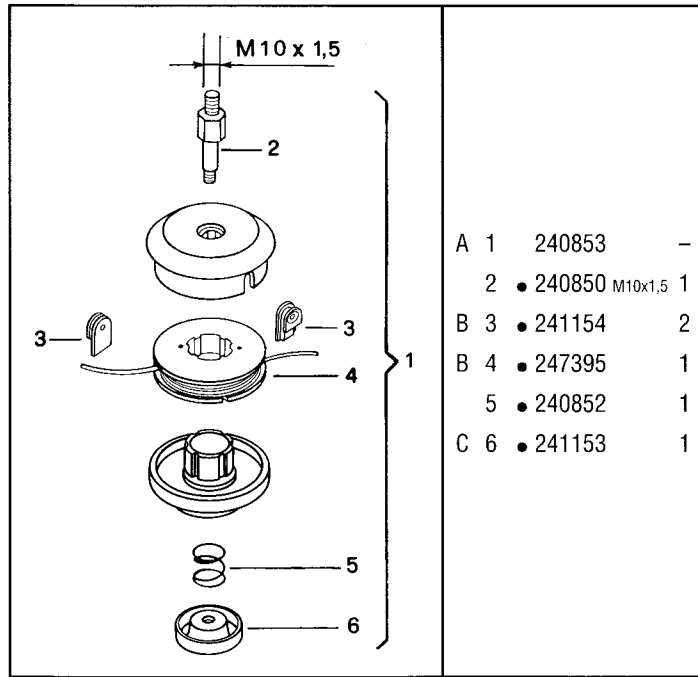 M10 x 1,5
2
3
3
1
4
5
6
A 1 240853 –
2 • 240850 M10x1,5 1
B 3 • 241154 2
B 4 • 247395 1
5 • 240852 1
C 6 • 241153 1